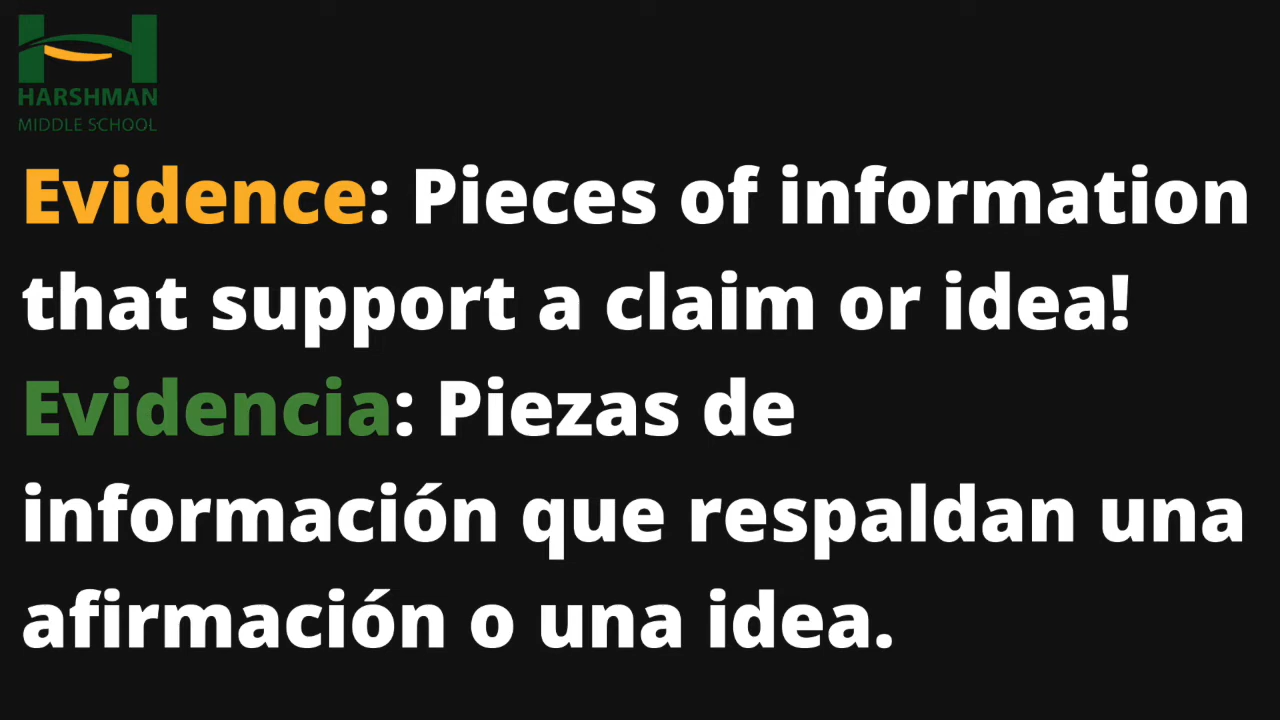 HARSHMAN
MIDDLE SCHOOL
Evidence: Pieces of information
that support a claim or idea!
Evidencia: Piezas de
información que respaldan una
afirmación o una idea.